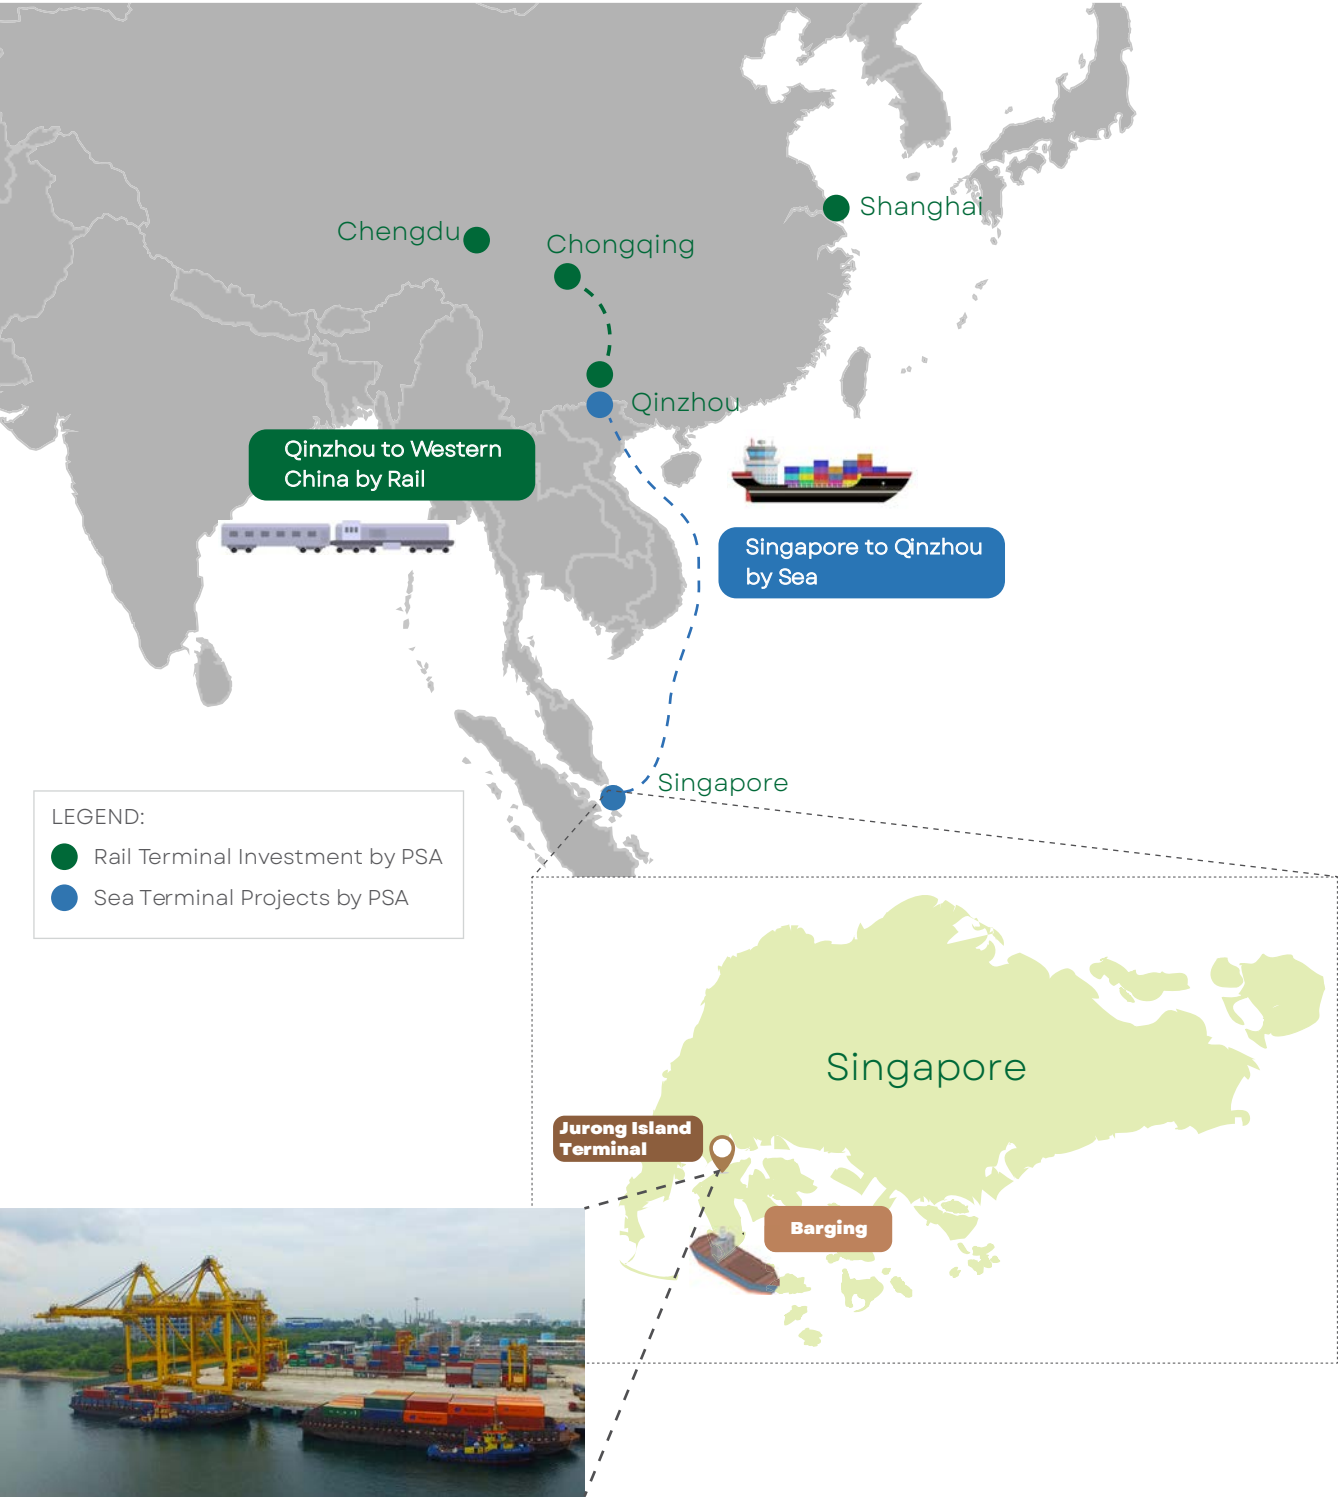 Shanghai
Chengdu
Chongqing
Qinzhou
Qinzhou to Western
China by Rail
Singapore to Qinzhou
by Sea
Singapore
LEGEND:
Rail Terminal Investment by PSA
Sea Terminal Projects by PSA
Singapore
Jurong Island
Terminal
Barging